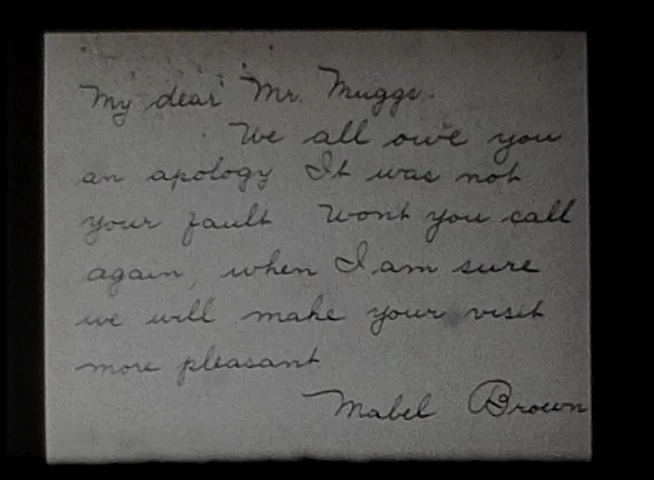 My dear Mr. Muggs.
We all owe you
an apology It was not
your fault Wont you call
again, when I am sure
we will make your visit
more pleasant
Mabel Brown